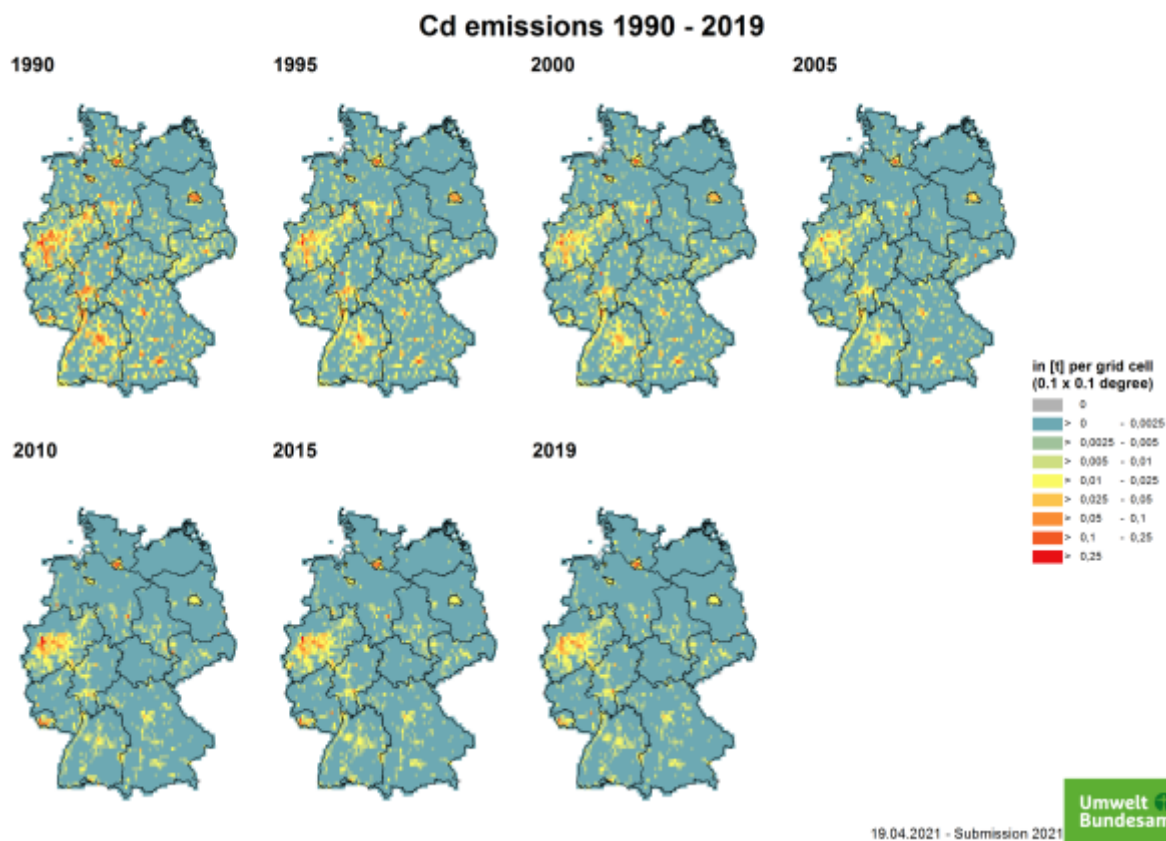 Cd emissions 1990 - 2019
1990
1995
2000
2005
in [t] per grid cell
(0.1 x 0.1 degree)
0
> 0 - 0,0025
> 0,0025 - 0,005
> 0,005 - 0,01
> 0,01 - 0,025
> 0,025 - 0,05
> 0,05 - 0,1
> 0,1 - 0,25
> 0,25
2010
2015
2019
Umwelt
Bundesam
19.04.2021 - Submission 2021